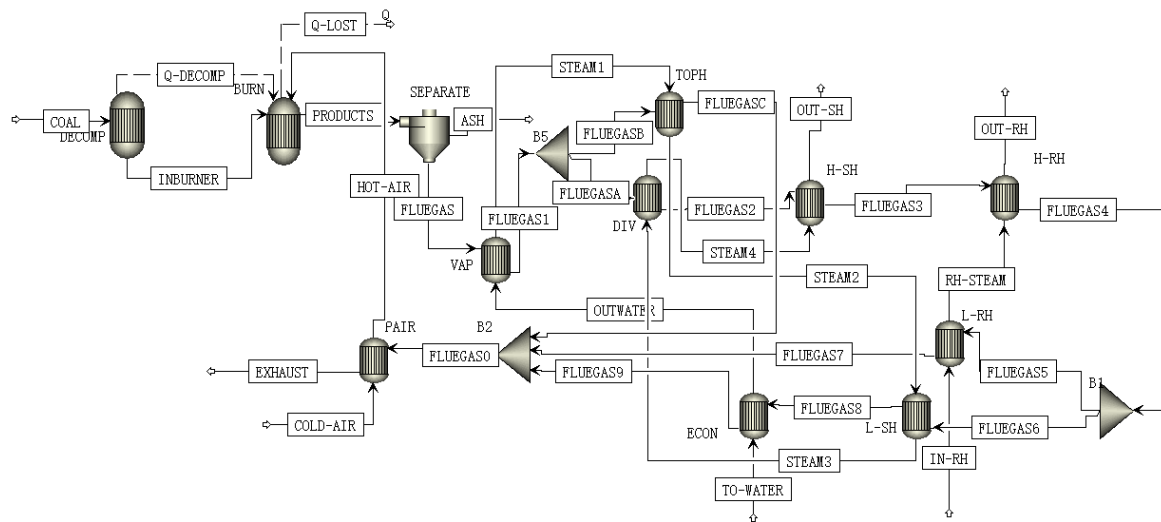 Q-LOST
Q
Q-DECOMP
BURN
STEAM1
TOPH
COAL
DECOMP
PRODUCTS
SEPARATE
ASH
B5
FLUEGASB
FLUEGASC
OUT-SH
OUT-RH
INBURNER
HOT-AIR
FLUEGAS
FLUEGAS1
FLUEGASA
DIV
FLUEGAS2
H-SH
FLUEGAS3
H-RH
FLUEGAS4
VAP
STEAM4
STEAM2
RH-STEAM
OUTWATER
L-RH
PAIR
B2
EXHAUST
FLUEGAS0
FLUEGAS7
FLUEGAS9
FLUEGAS5
B1
COLD-AIR
ECON
FLUEGAS8
L-SH
FLUEGAS6
STEAM3
IN-RH
TO-WATER